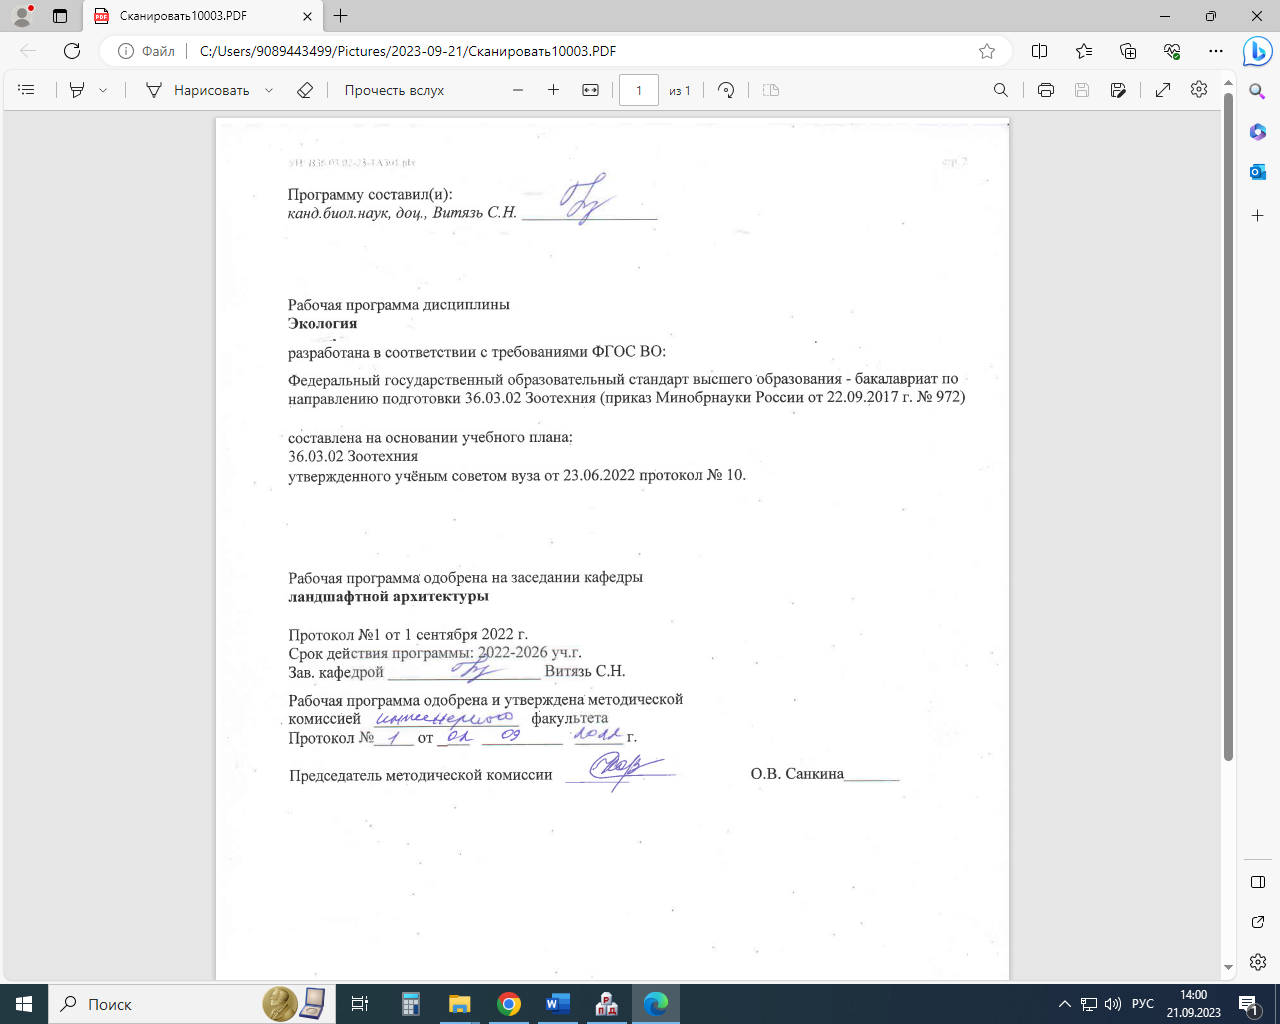 Сканировать10003.PDF
Файл C:/Users/9089443499/Pictures/2023-09-21/Сканировать10003.PDF
Нарисовать Прочесть вслух 1 из 1
стр. 2
Программу составил(и):
канд.биол.наук, доц., Витязь С.Н.
Рабочая программа дисциплины
Экология
разработана в соответствии с требованиями ФГОС ВО:
Федеральный государственный образовательный стандарт высшего образования - бакалавриат по
направлению подготовки 36.03.02 Зоотехния (приказ Минобрнауки России от 22.09.2017 г. № 972)
составлена на основании учебного плана:
36.03.02 Зоотехния
утвержденного учёным советом вуза от 23.06.2022 протокол № 10.
Рабочая программа одобрена на заседании кафедры
ландшафтной архитектуры
Протокол №1 от 1 сентября 2022 г.
Срок действия программы: 2022-2026 уч.г.
Зав. кафедрой Витязь С.Н.
Рабочая программа одобрена и утверждена методической
комиссией инженерного факультета
Протокол № 1 от 02 09 2022 г.
Председатель методической комиссии О.В. Санкина
Поиск
РУС
14:00
21.09.2023
1